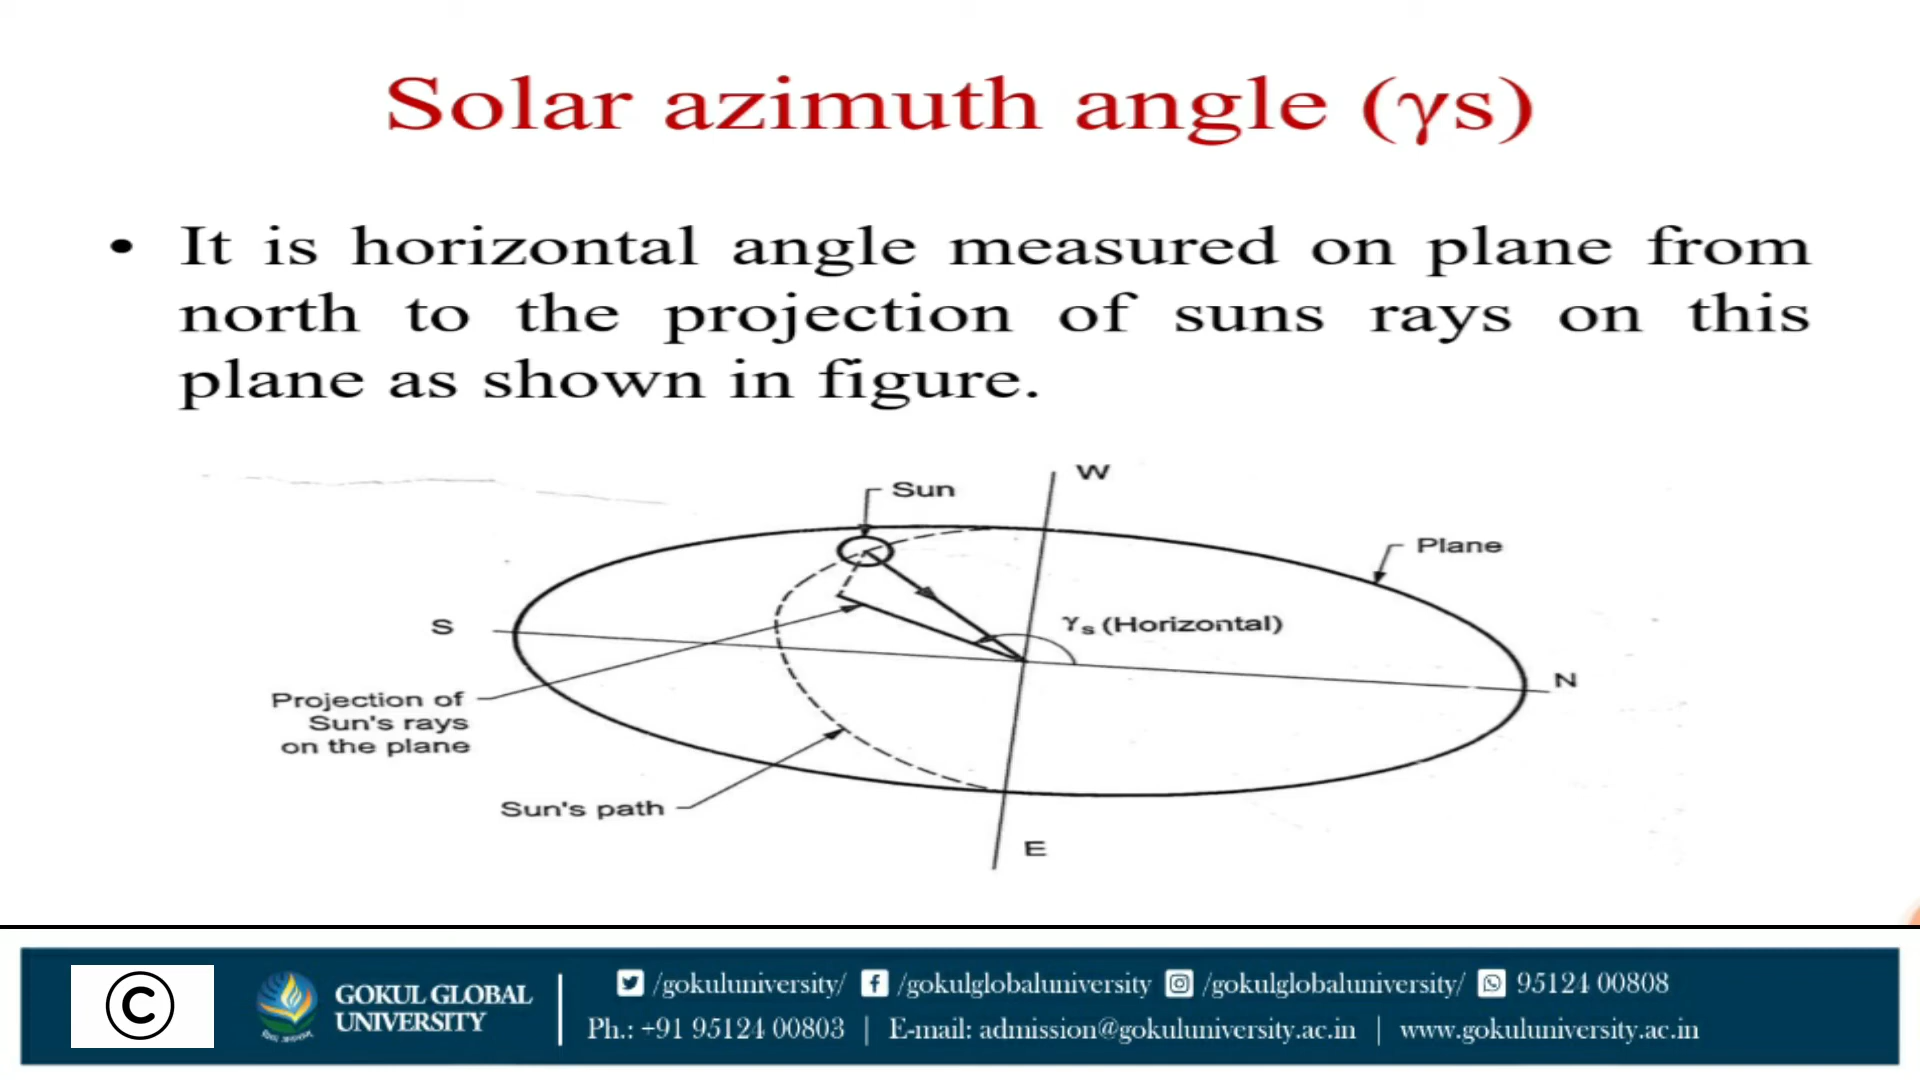 Solar azimuth angle (γs)
• It is horizontal angle measured on plane from
north to the projection of suns rays on this
plane as shown in figure.
W
Sun
Plane
S
γs (Horizontal)
N
Projection of
Sun's rays
on the plane
Sun's path
E
©
GOKUL GLOBAL
UNIVERSITY
/gokuluniversity/ /gokulglobaluniversity /gokulglobaluniversity/ 95124 00808
Ph.: +91 95124 00803 | E-mail: admission@gokuluniversity.ac.in | www.gokuluniversity.ac.in